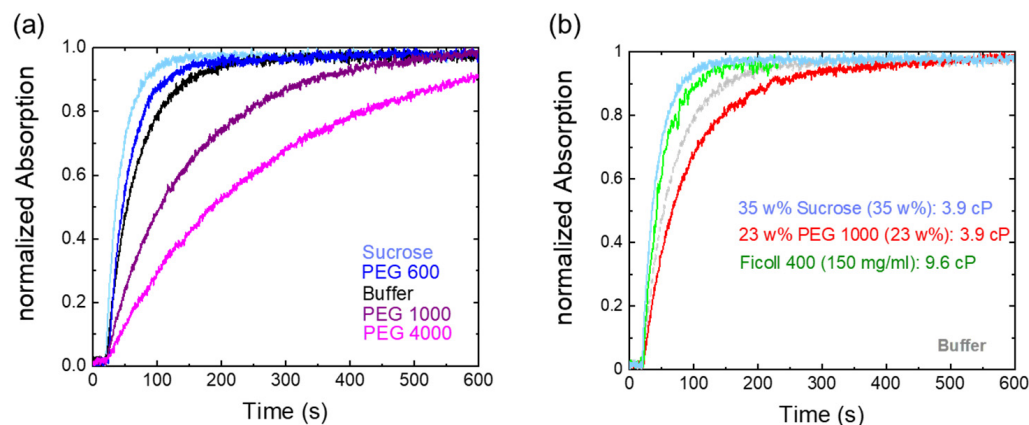 (a)
normalized Absorption
1.0
0.8
0.6
0.4
0.2
0.0
Sucrose
PEG 600
Buffer
PEG 1000
PEG 4000
0 100 200 300 400 500 600
Time (s)
(b)
normalized Absorption
1
0.8
0.6
0.4
0.2
0
35 w% Sucrose (35 w%): 3.9 cP
23 w% PEG 1000 (23 w%): 3.9 cP
Ficoll 400 (150 mg/ml): 9.6 cP
Buffer
0 100 200 300 400 500 600
Time (s)